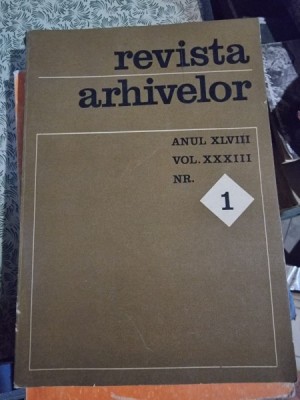 revista
arhivelor
ANUL XLVIII
VOL. XXXIII
NR.
1